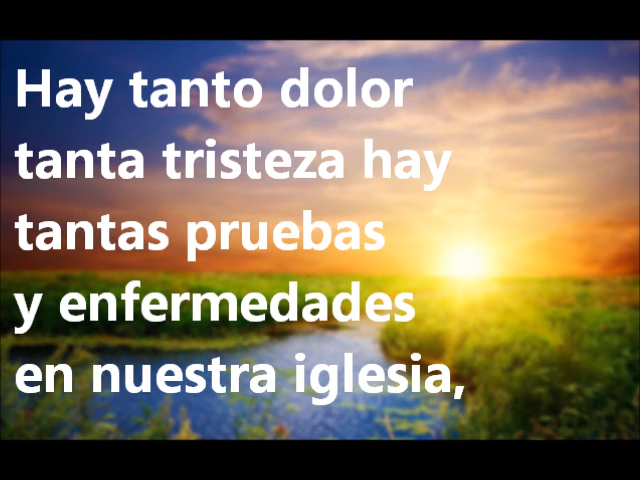 Hay tanto dolor
tanta tristeza hay
tantas pruebas
y enfermedades
en nuestra iglesia,